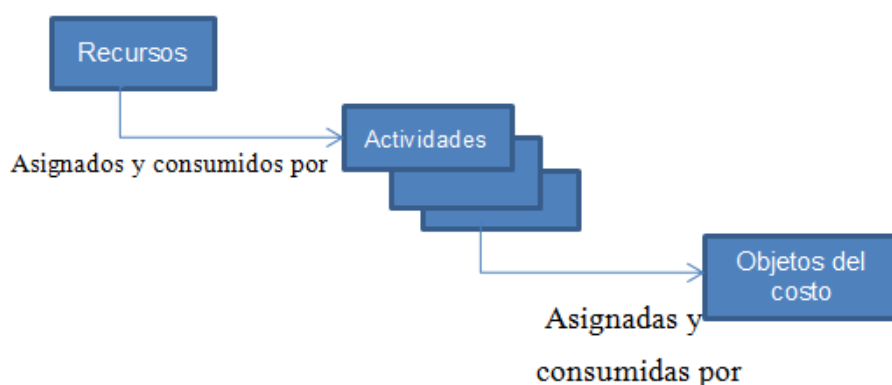 Recursos
Asignados y consumidos por
Actividades
Objetos del
costo
Asignadas y
consumidas por